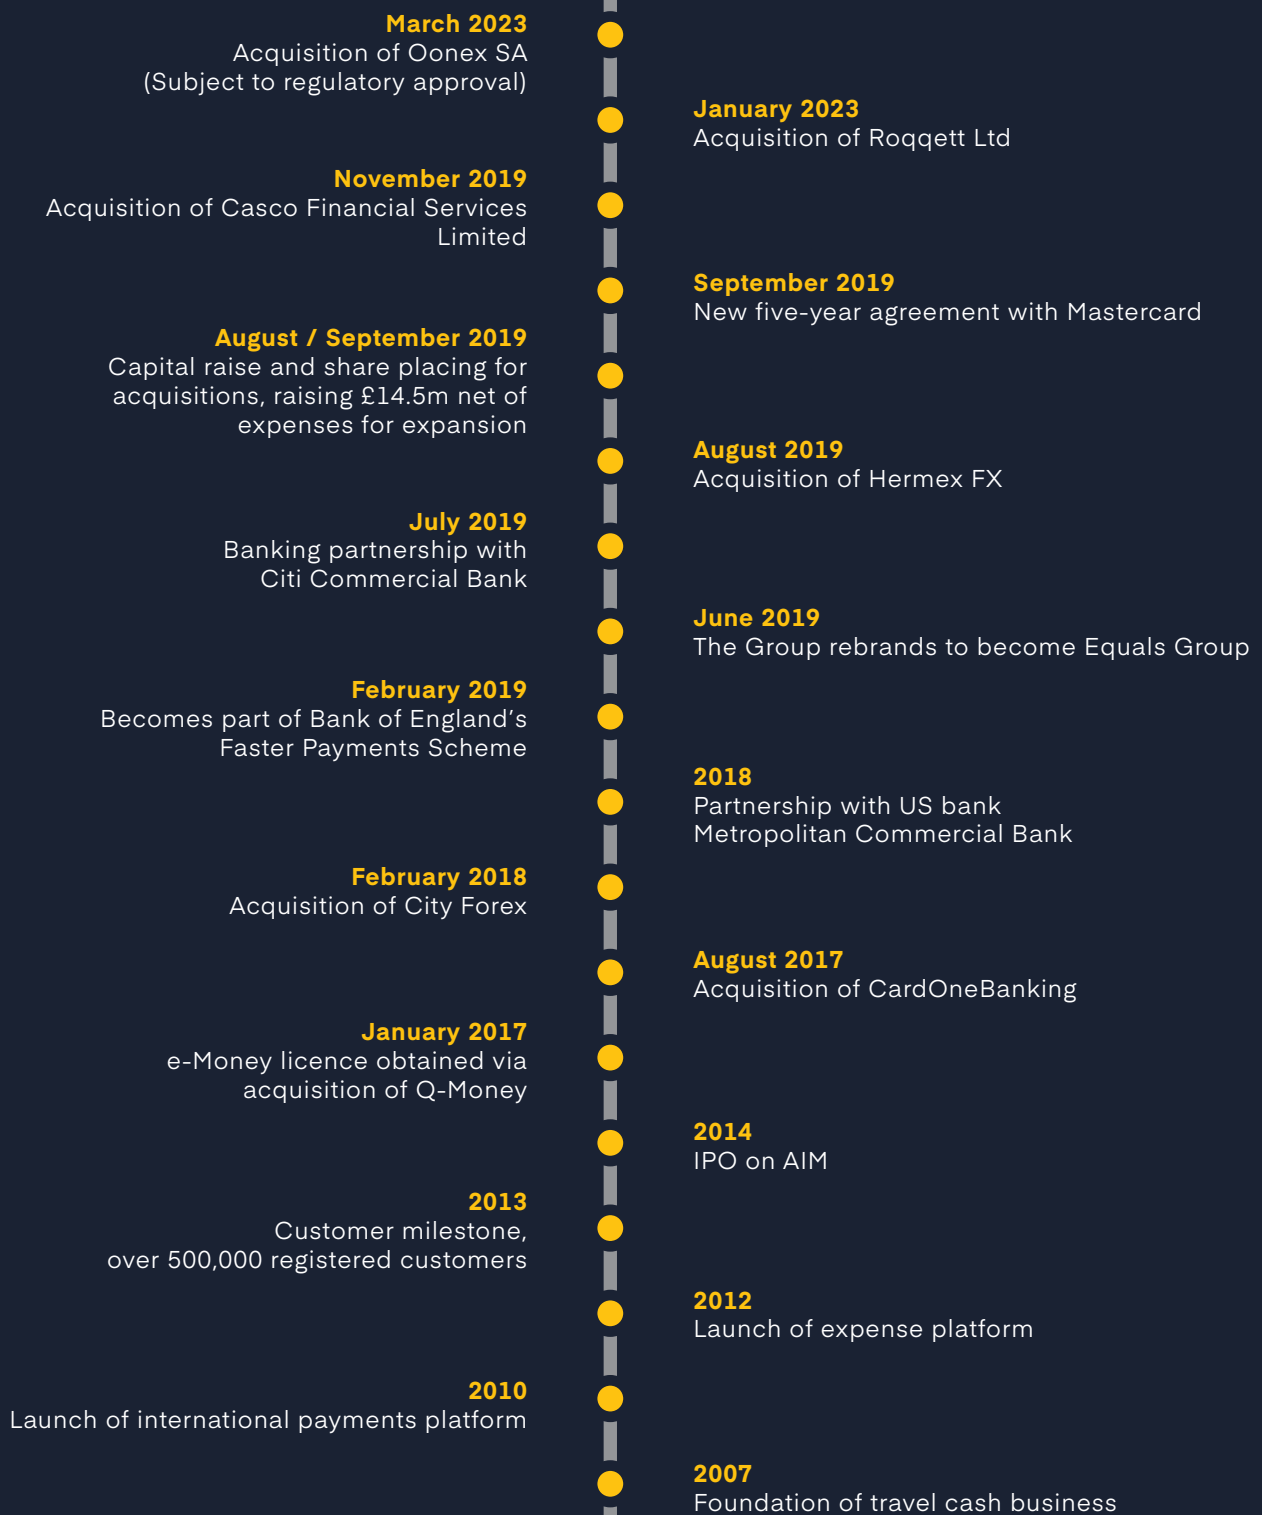 March 2023
Acquisition of Oonex SA
(Subject to regulatory approval)
January 2023
Acquisition of Roqqett Ltd
November 2019
Acquisition of Casco Financial Services
Limited
September 2019
New five-year agreement with Mastercard
August / September 2019
Capital raise and share placing for
acquisitions, raising £14.5m net of
expenses for expansion
August 2019
Acquisition of Hermex FX
July 2019
Banking partnership with
Citi Commercial Bank
June 2019
The Group rebrands to become Equals Group
February 2019
Becomes part of Bank of England’s
Faster Payments Scheme
2018
Partnership with US bank
Metropolitan Commercial Bank
February 2018
Acquisition of City Forex
August 2017
Acquisition of CardOneBanking
January 2017
e-Money licence obtained via
acquisition of Q-Money
2014
IPO on AIM
2013
Customer milestone,
over 500,000 registered customers
2012
Launch of expense platform
2010
Launch of international payments platform
2007
Foundation of travel cash business